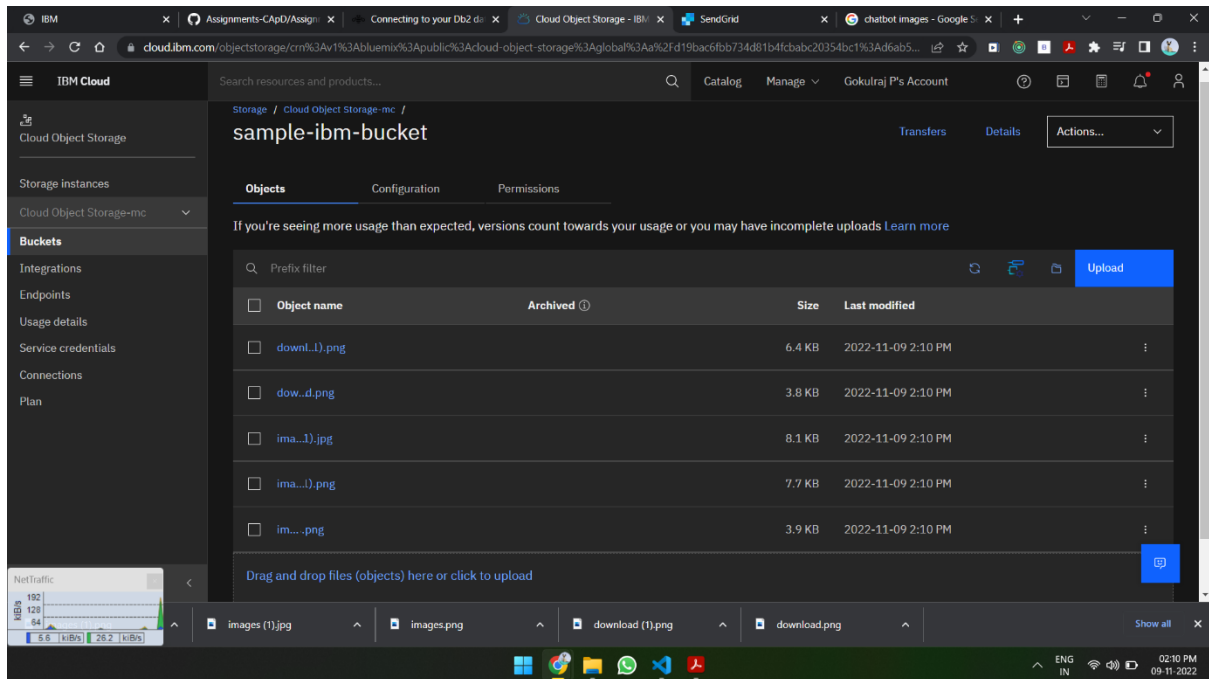 IBM
Assignments-CApD/Assignr
Connecting to your Db2 da
Cloud Object Storage - IBM
SendGrid
chatbot images - Google S
cloud.ibm.com/objectstorage/crn%3Av1%3Abluemix%3Apublic%3Acloud-object-storage%3Aglobal%3Aa%2Fd19bac6fbb734d81b4fcbabc20354bc1%3Ad6ab5...
IBM Cloud
Search resources and products...
Catalog
Manage
Gokulraj P's Account
Cloud Object Storage
Storage instances
Cloud Object Storage-mc
Buckets
Integrations
Endpoints
Usage details
Service credentials
Connections
Plan
Storage / Cloud Object Storage-mc /
sample-ibm-bucket
Transfers
Details
Actions...
Objects
Configuration
Permissions
If you're seeing more usage than expected, versions count towards your usage or you may have incomplete uploads Learn more
Prefix filter
Upload
Object name Archived Size Last modified
downl..l).png 6.4 KB 2022-11-09 2:10 PM
dow..d.png 3.8 KB 2022-11-09 2:10 PM
ima...1).jpg 8.1 KB 2022-11-09 2:10 PM
ima...).png 7.7 KB 2022-11-09 2:10 PM
im.....png 3.9 KB 2022-11-09 2:10 PM
Drag and drop files (objects) here or click to upload
NetTraffic
kiB/s
192
128
64
5.6 kiB/s 26.2 kiB/s
images (1).jpg
images.png
download (1).png
download.png
Show all
ENG
IN
02:10 PM
09-11-2022